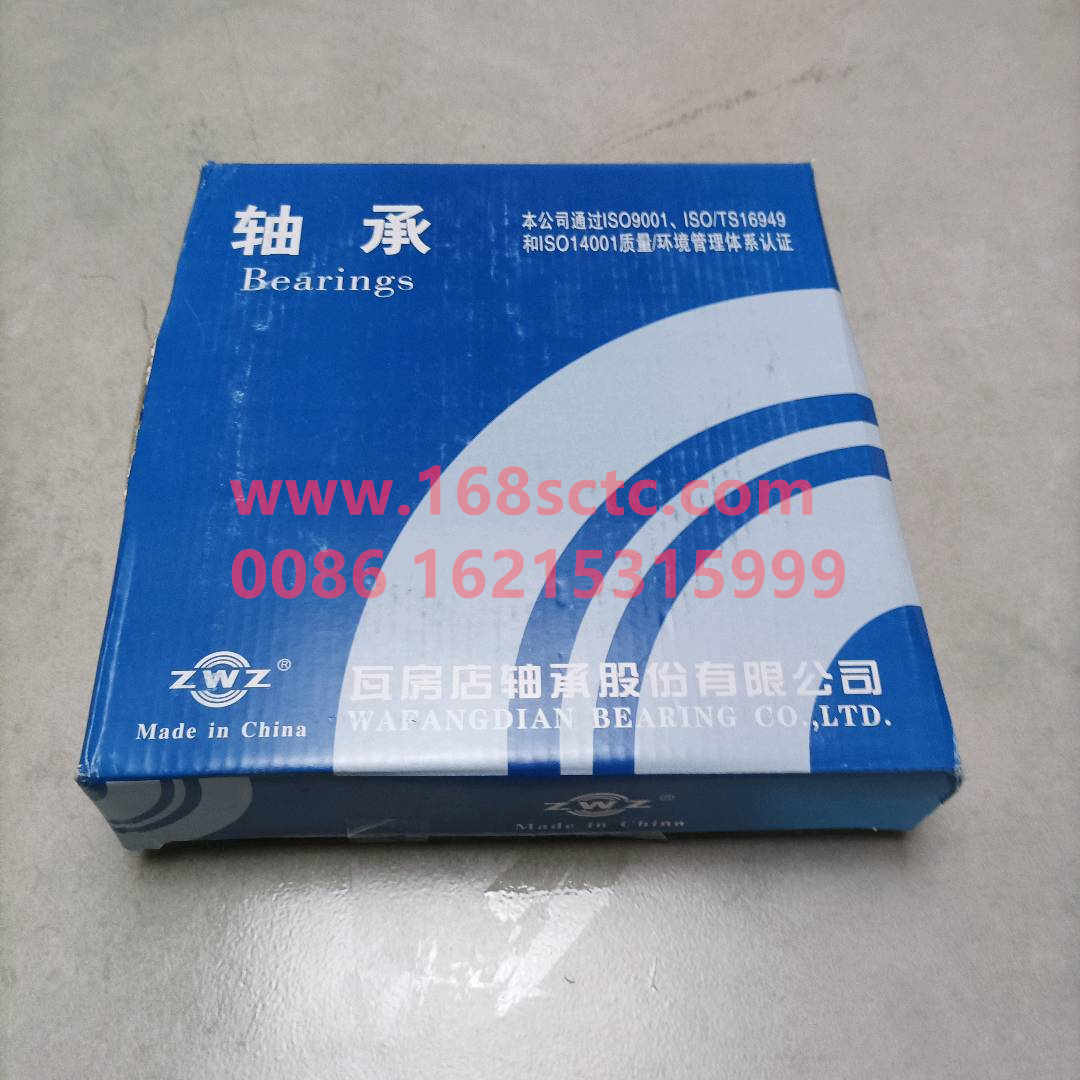 轴 承
Bearings
本公司通过ISO9001、ISO/TS16949
和ISO14001质量/环境管理体系认证
www.168sctc.com
0086 16215315999
ZWZ®
Made in China
瓦房店轴承股份有限公司
WAFANGDIAN BEARING CO.,LTD.
ZWZ®
Made in China